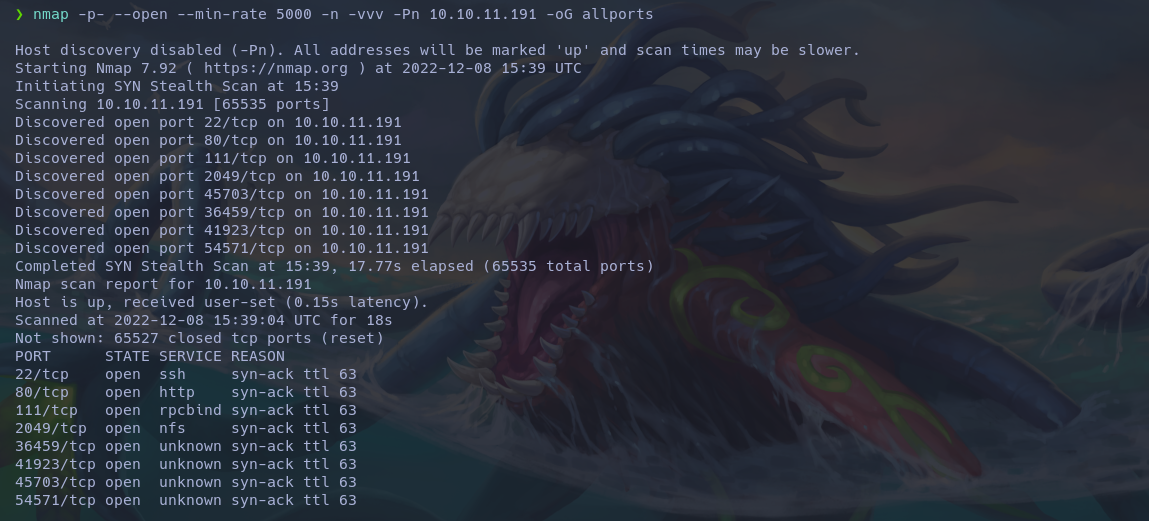 ❯ nmap -p- --open --min-rate 5000 -n -vvv -Pn 10.10.11.191 -oG allports
Host discovery disabled (-Pn). All addresses will be marked 'up' and scan times may be slower.
Starting Nmap 7.92 ( https://nmap.org ) at 2022-12-08 15:39 UTC
Initiating SYN Stealth Scan at 15:39
Scanning 10.10.11.191 [65535 ports]
Discovered open port 22/tcp on 10.10.11.191
Discovered open port 80/tcp on 10.10.11.191
Discovered open port 111/tcp on 10.10.11.191
Discovered open port 2049/tcp on 10.10.11.191
Discovered open port 45703/tcp on 10.10.11.191
Discovered open port 36459/tcp on 10.10.11.191
Discovered open port 41923/tcp on 10.10.11.191
Discovered open port 54571/tcp on 10.10.11.191
Completed SYN Stealth Scan at 15:39, 17.77s elapsed (65535 total ports)
Nmap scan report for 10.10.11.191
Host is up, received user-set (0.15s latency).
Scanned at 2022-12-08 15:39:04 UTC for 18s
Not shown: 65527 closed tcp ports (reset)
PORT      STATE SERVICE REASON
22/tcp    open  ssh     syn-ack ttl 63
80/tcp    open  http    syn-ack ttl 63
111/tcp   open  rpcbind syn-ack ttl 63
2049/tcp  open  nfs     syn-ack ttl 63
36459/tcp open  unknown syn-ack ttl 63
41923/tcp open  unknown syn-ack ttl 63
45703/tcp open  unknown syn-ack ttl 63
54571/tcp open  unknown syn-ack ttl 63